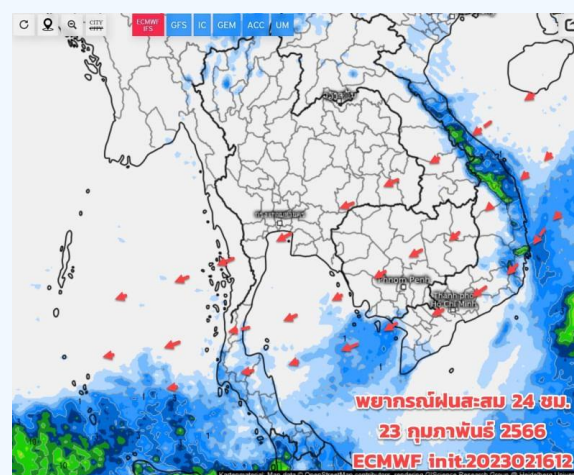 CITY
CITY
ECMWF
IFS
GFS
IC
GEM
ACC
UM
Phnom Penh
Thành phố
Hồ Chí Minh
พยากรณ์ฝนสะสม 24 ชม.
23 กุมภาพันธ์ 2566
ECMWF init.2023021612